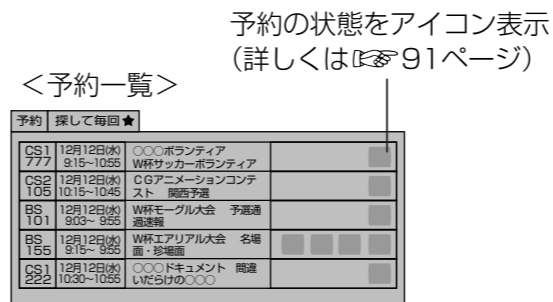 予約の状態をアイコン表示
(詳しくは☞91ページ)
＜予約一覧＞
予約 探して毎回★
CS1 777 12月12日(水) 9:15~10:55 ○○○ボランティア W杯サッカーボランティア
CS2 105 12月12日(水) 10:15~10:45 CGアニメーションコンテスト 関西予選
BS 101 12月12日(水) 9:03~ 9:55 W杯モーグル大会 予選通過速報
BS 155 12月12日(水) 9:15~ 9:55 W杯エアリアル大会 名場面・珍場面
CS1 222 12月12日(水) 10:30~10:55 ○○○ドキュメント 間違いだらけの○○○